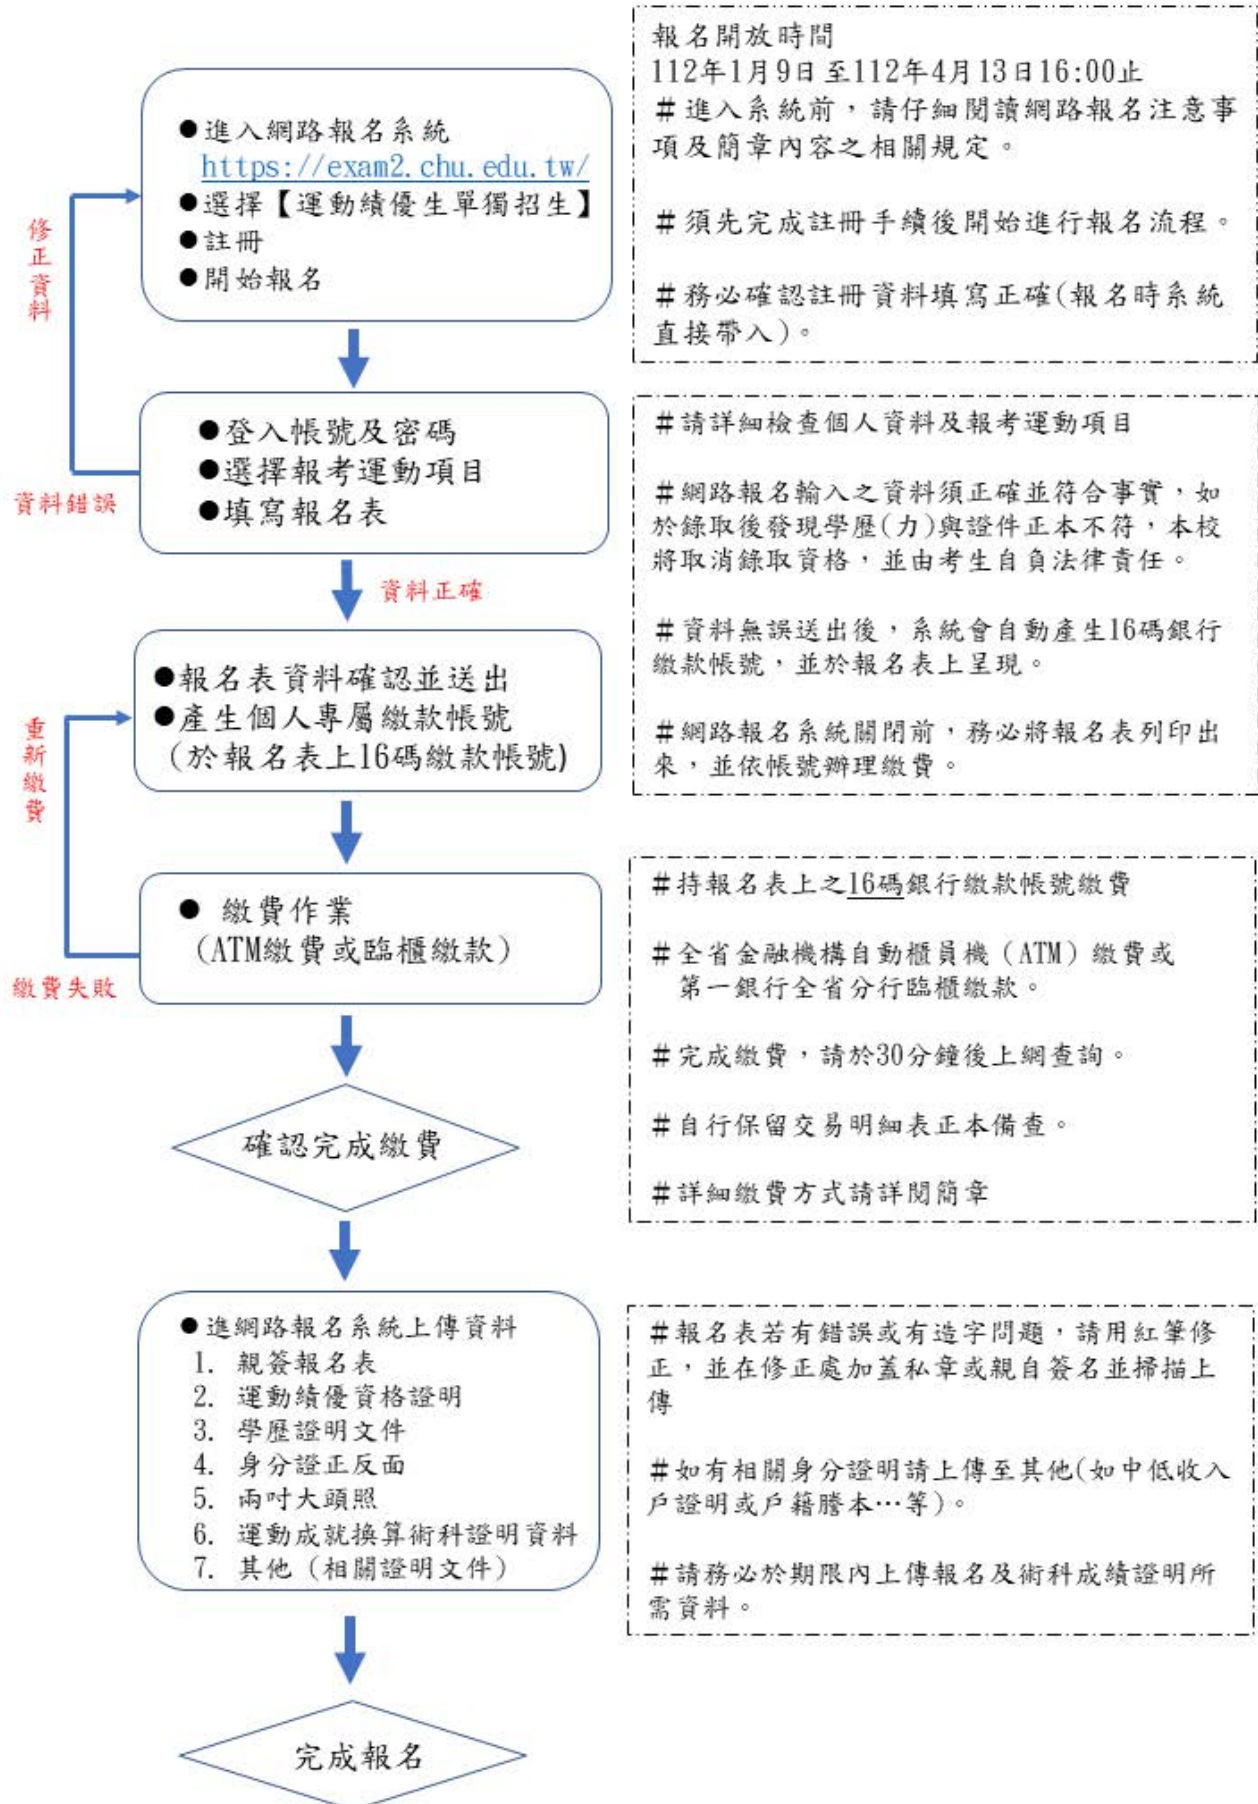 報名開放時間
112年1月9日至112年4月13日16:00止
#進入系統前，請仔細閱讀網路報名注意事
項及簡章內容之相關規定。
#須先完成註冊手續後開始進行報名流程。
#務必確認註冊資料填寫正確(報名時系統
直接帶入)。
●進入網路報名系統
https://exam2.chu.edu.tw/
●選擇【運動績優生單獨招生】
●註冊
●開始報名
修正資料
資料錯誤
●登入帳號及密碼
●選擇報考運動項目
●填寫報名表
#請詳細檢查個人資料及報考運動項目
#網路報名輸入之資料須正確並符合事實，如
於錄取後發現學歷(力)與證件正本不符，本校
將取消錄取資格，並由考生自負法律責任。
#資料無誤送出後，系統會自動產生16碼銀行
繳款帳號，並於報名表上呈現。
#網路報名系統關閉前，務必將報名表列印出
來，並依帳號辦理繳費。
資料正確
●報名表資料確認並送出
●產生個人專屬繳款帳號
(於報名表上16碼繳款帳號)
重新繳費
繳費失敗
● 繳費作業
(ATM繳費或臨櫃繳款)
#持報名表上之16碼銀行繳款帳號繳費
#全省金融機構自動櫃員機（ATM）繳費或
第一銀行全省分行臨櫃繳款。
#完成繳費，請於30分鐘後上網查詢。
#自行保留交易明細表正本備查。
#詳細繳費方式請詳閱簡章
確認完成繳費
●進網路報名系統上傳資料
1. 親簽報名表
2. 運動績優資格證明
3. 學歷證明文件
4. 身分證正反面
5. 兩吋大頭照
6. 運動成就換算術科證明資料
7. 其他（相關證明文件）
#報名表若有錯誤或有造字問題，請用紅筆修
正，並在修正處加蓋私章或親自簽名並掃描上
傳
#如有相關身分證明請上傳至其他(如中低收入
戶證明或戶籍謄本…等)。
#請務必於期限內上傳報名及術科成績證明所
需資料。
完成報名